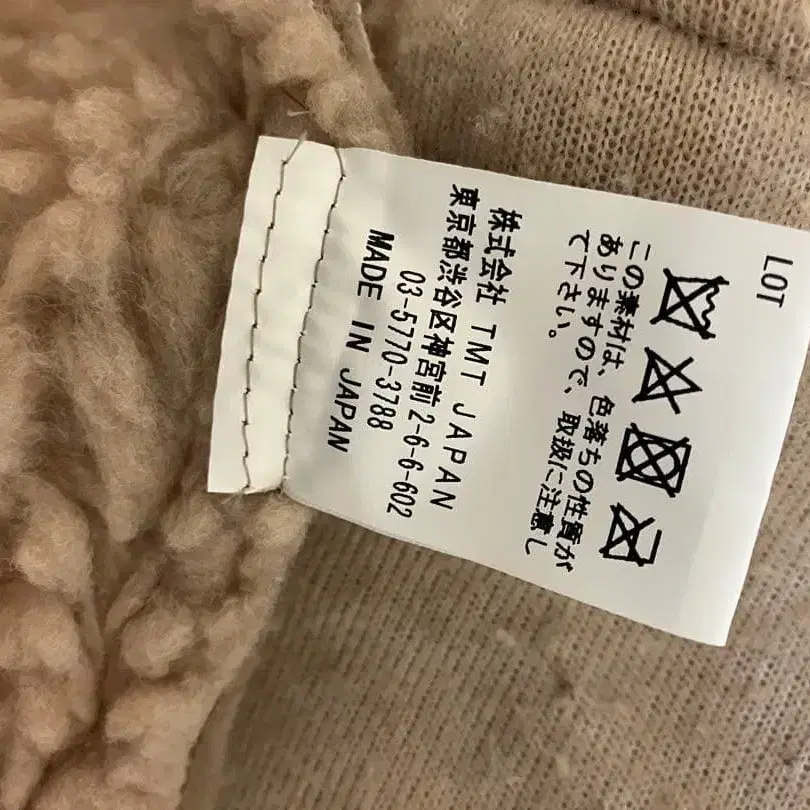 LOT
この素材は、色落ちの性質が
ありますので、取扱に注意し
て下さい。
株式会社 TMT JAPAN
東京都渋谷区神宮前2-6-6-602
03-5770-3788
MADE IN JAPAN